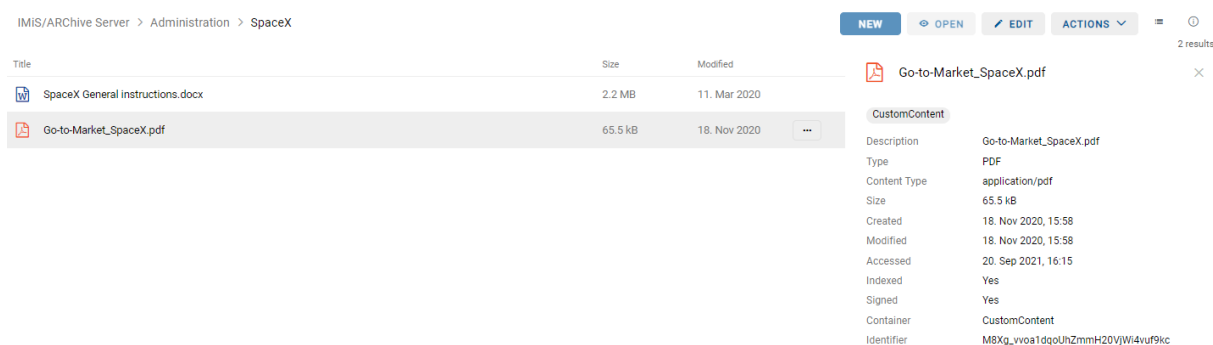 IMiS/ARChive Server > Administration > SpaceX
NEW
OPEN
EDIT
ACTIONS
2 results
Title Size Modified
SpaceX General instructions.docx 2.2 MB 11. Mar 2020
Go-to-Market_SpaceX.pdf 65.5 kB 18. Nov 2020 ...
Go-to-Market_SpaceX.pdf
CustomContent
Description Go-to-Market_SpaceX.pdf
Type PDF
Content Type application/pdf
Size 65.5 kB
Created 18. Nov 2020, 15:58
Modified 18. Nov 2020, 15:58
Accessed 20. Sep 2021, 16:15
Indexed Yes
Signed Yes
Container CustomContent
Identifier M8Xg_vvoa1dqoUhZmmH20VjWi4vuf9kc